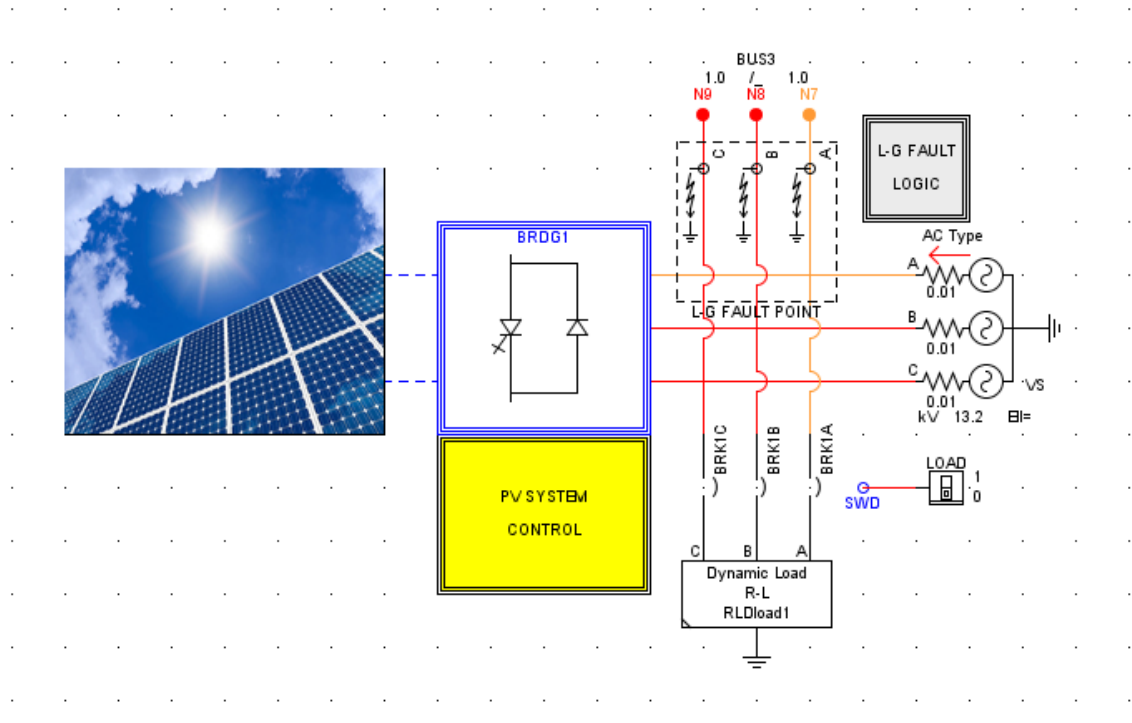 BUS3
1.0 /_ 1.0
N9 N8 N7
C B A
L-G FAULT
LOGIC
BRDG1
AC Type
A
0.01
L-G FAULT POINT
B
0.01
C
0.01
VS
kV 13.2
BRK1C BRK1B BRK1A
LOAD
1
0
SWD
PV SYSTEM
CONTROL
C B A
Dynamic Load
R-L
RLDload1